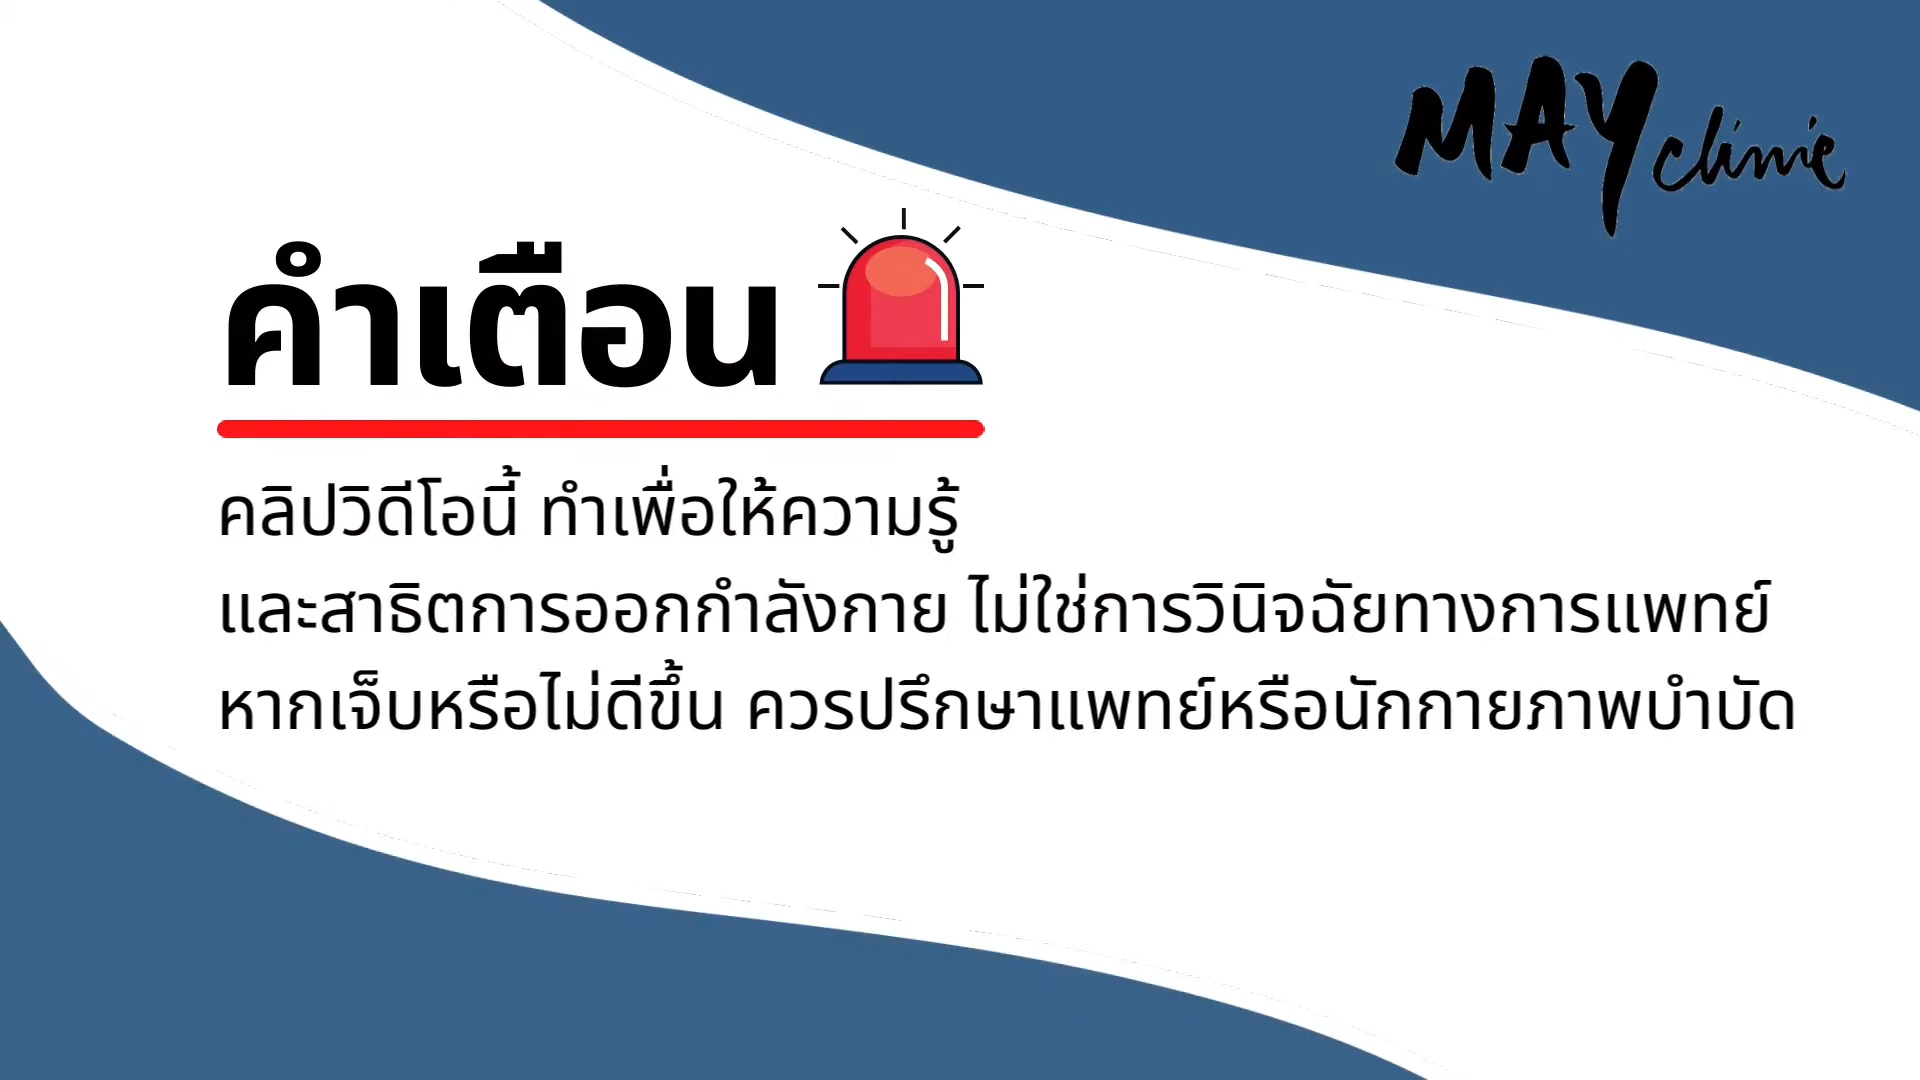 MAY clinic
คำเตือน
คลิปวิดีโอนี้ ทำเพื่อให้ความรู้
และสาธิตการออกกำลังกาย ไม่ใช่การวินิจฉัยทางการแพทย์
หากเจ็บหรือไม่ดีขึ้น ควรปรึกษาแพทย์หรือนักกายภาพบำบัด